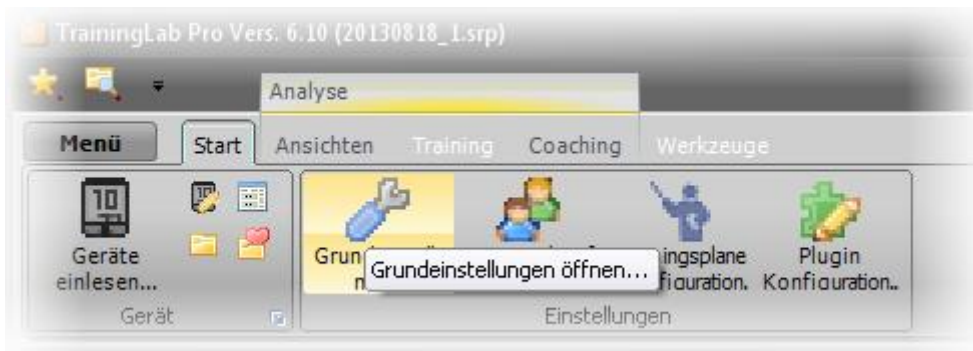 TrainingLab Pro Vers. 6.10 (20130818_1.srp)
Analyse
Menü Start Ansichten Training Coaching Werkzeuge
Geräte
einlesen...
Grundeinstellungen öffnen...
Plugin
Konfiguration..
Gerät
Einstellungen